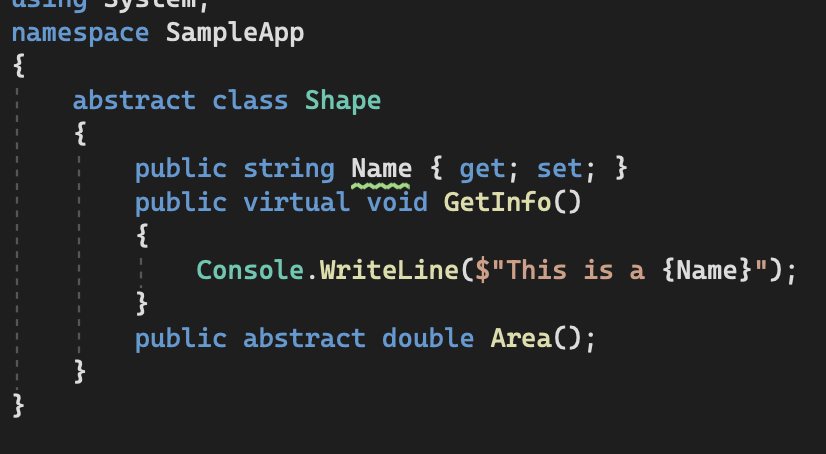 using System;
namespace SampleApp
{
    abstract class Shape
    {
        public string Name { get; set; }
        public virtual void GetInfo()
        {
            Console.WriteLine($"This is a {Name}");
        }
        public abstract double Area();
    }
}